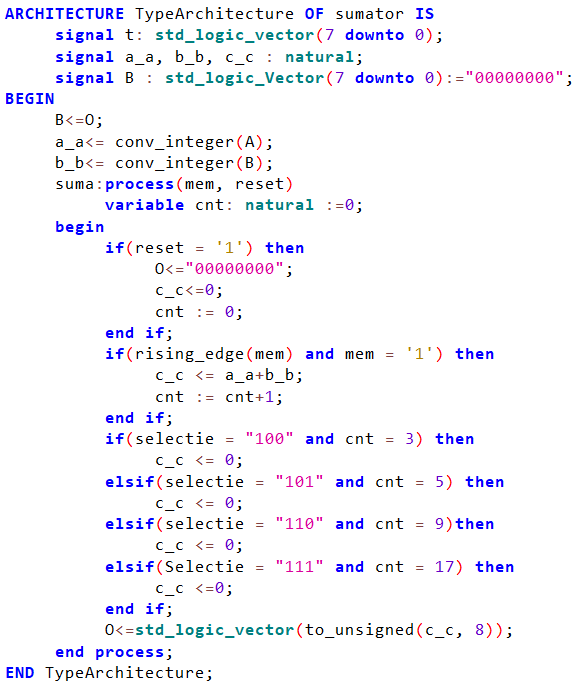 ARCHITECTURE TypeArchitecture OF sumator IS
signal t: std_logic_vector(7 downto 0);
signal a_a, b_b, c_c : natural;
signal B : std_logic_Vector(7 downto 0):="00000000";
BEGIN
B<=O;
a_a<= conv_integer(A);
b_b<= conv_integer(B);
suma:process(mem, reset)
variable cnt: natural :=0;
begin
if(reset = '1') then
O<="00000000";
c_c<=0;
cnt := 0;
end if;
if(rising_edge(mem) and mem = '1') then
c_c <= a_a+b_b;
cnt := cnt+1;
end if;
if(selectie = "100" and cnt = 3) then
c_c <= 0;
elsif(selectie = "101" and cnt = 5) then
c_c <= 0;
elsif(selectie = "110" and cnt = 9)then
c_c <= 0;
elsif(Selectie = "111" and cnt = 17) then
c_c <=0;
end if;
O<=std_logic_vector(to_unsigned(c_c, 8));
end process;
END TypeArchitecture;